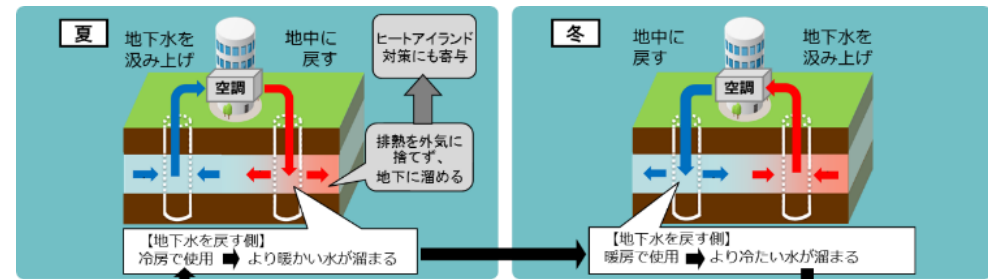 夏
地下水を
汲み上げ
地中に
戻す
空調
ヒートアイランド
対策にも寄与
排熱を外気に
捨てず、
地下に溜める
【地下水を戻す側】
冷房で使用 ➡ より暖かい水が溜まる
冬
地中に
戻す
地下水を
汲み上げ
空調
【地下水を戻す側】
暖房で使用 ➡ より冷たい水が溜まる